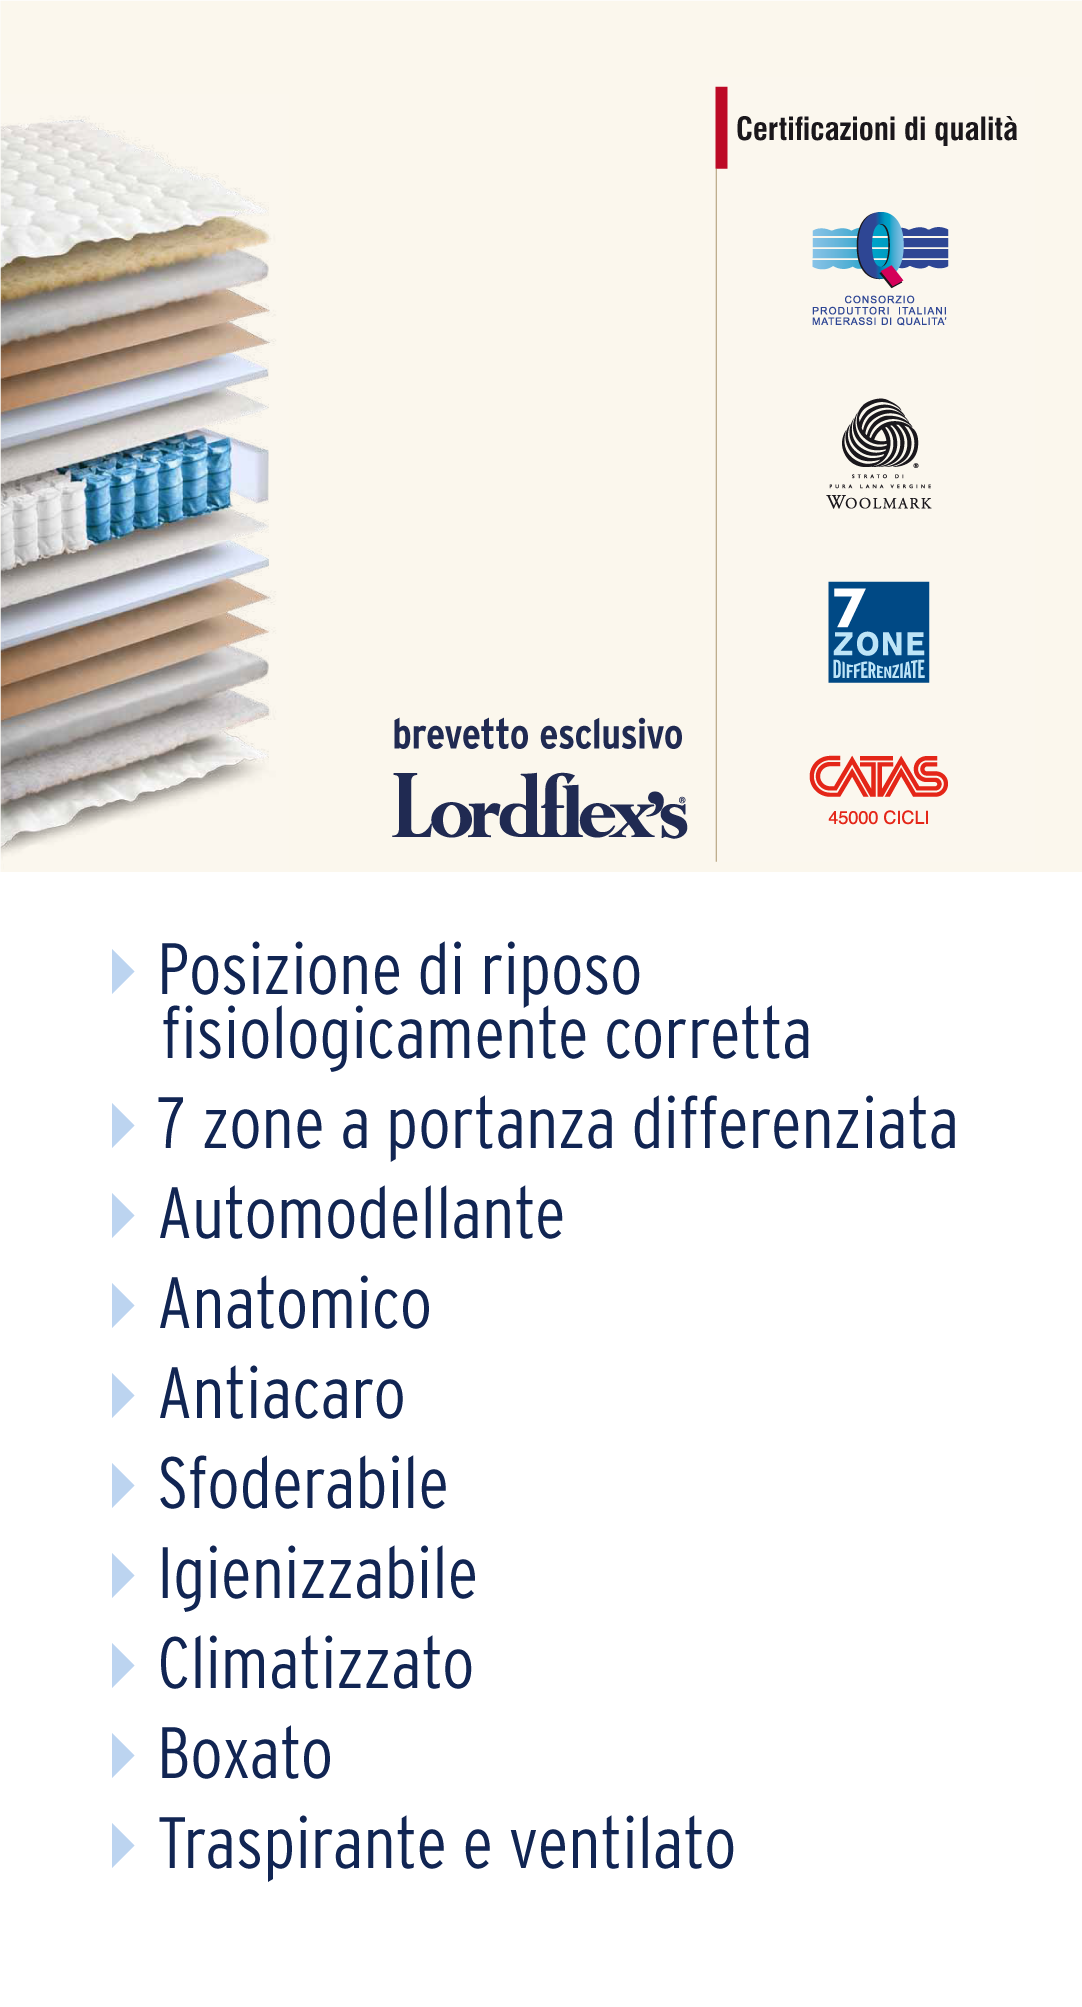 Certificazioni di qualità
Q
CONSORZIO
PRODUTTORI ITALIANI
MATERASSI DI QUALITA'
STRATO DI
PURA LANA VERGINE
WOOLMARK
7
ZONE
DIFFERENZIATE
CATAS
45000 CICLI
brevetto esclusivo
Lordflex's®
Posizione di riposo
fisiologicamente corretta
7 zone a portanza differenziata
Automodellante
Anatomico
Antiacaro
Sfoderabile
Igienizzabile
Climatizzato
Boxato
Traspirante e ventilato